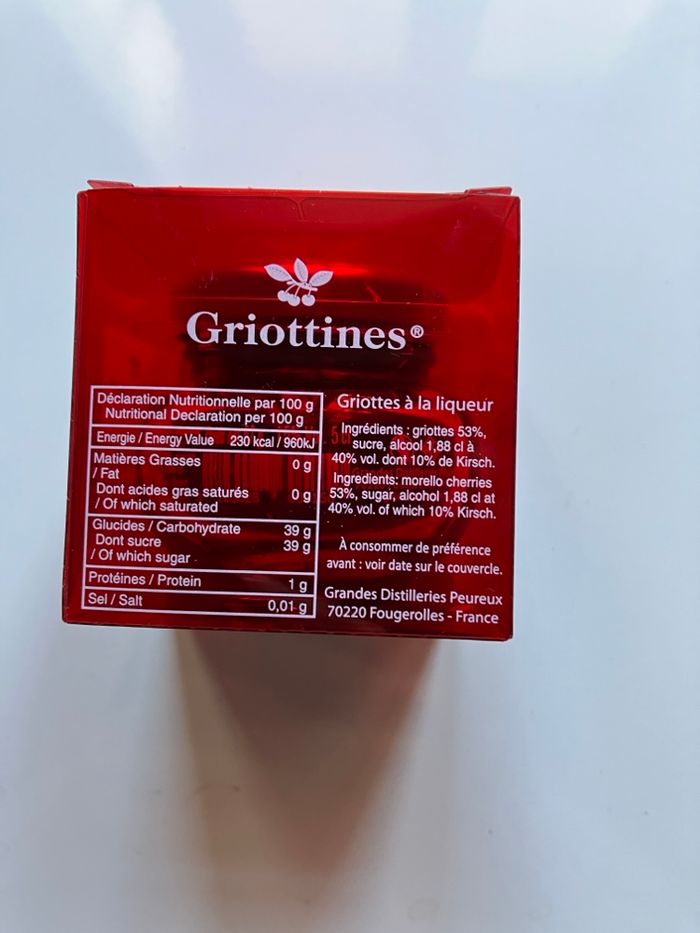 Griottines®
Déclaration Nutritionnelle par 100 g
Nutritional Declaration per 100 g
Energie / Energy Value 230 kcal / 960kJ
Matières Grasses 0 g
/ Fat
Dont acides gras saturés 0 g
/ Of which saturated
Glucides / Carbohydrate 39 g
Dont sucre 39 g
/ Of which sugar
Protéines / Protein 1 g
Sel / Salt 0,01 g
Griottes à la liqueur
Ingrédients : griottes 53%,
sucre, alcool 1,88 cl à
40% vol. dont 10% de Kirsch.
Ingredients: morello cherries
53%, sugar, alcohol 1,88 cl at
40% vol. of which 10% Kirsch.
À consommer de préférence
avant : voir date sur le couvercle.
Grandes Distilleries Peureux
70220 Fougerolles - France